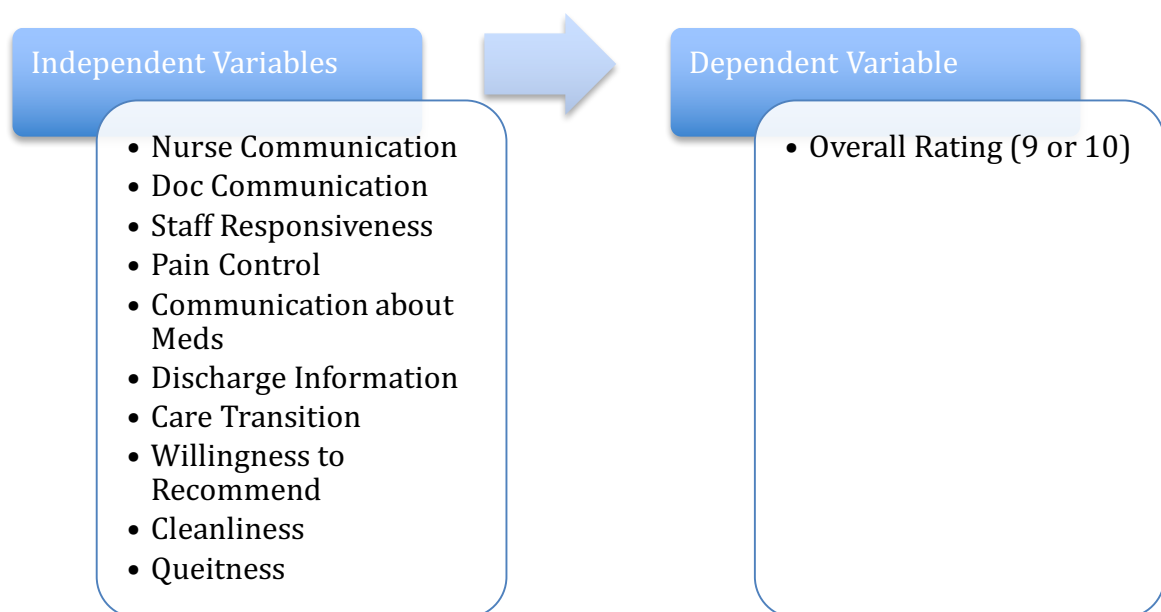 Independent Variables
• Nurse Communication
• Doc Communication
• Staff Responsiveness
• Pain Control
• Communication about
Meds
• Discharge Information
• Care Transition
• Willingness to
Recommend
• Cleanliness
• Queitness
Dependent Variable
• Overall Rating (9 or 10)